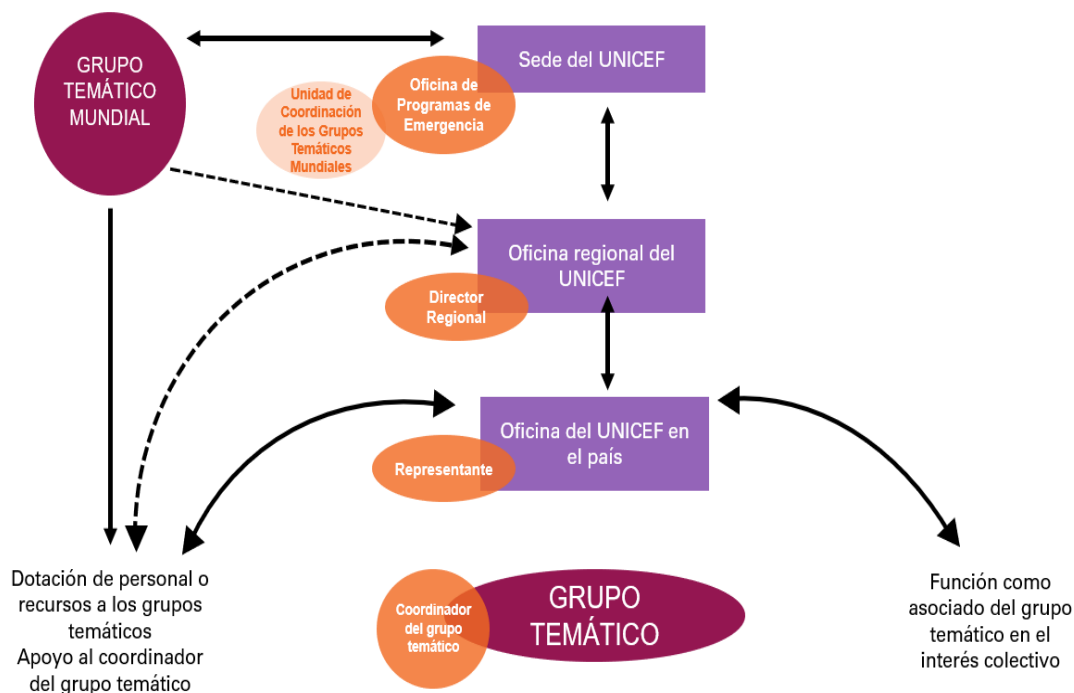 GRUPO
TEMÁTICO
MUNDIAL
Sede del UNICEF
Oficina de
Programas de
Emergencia
Unidad de
Coordinación
de los Grupos
Temáticos
Mundiales
Oficina regional del
UNICEF
Director
Regional
Oficina del UNICEF en
el país
Representante
Dotación de personal o
recursos a los grupos
temáticos
Apoyo al coordinador
del grupo temático
Coordinador
del grupo
temático
GRUPO
TEMÁTICO
Función como
asociado del grupo
temático en el
interés colectivo